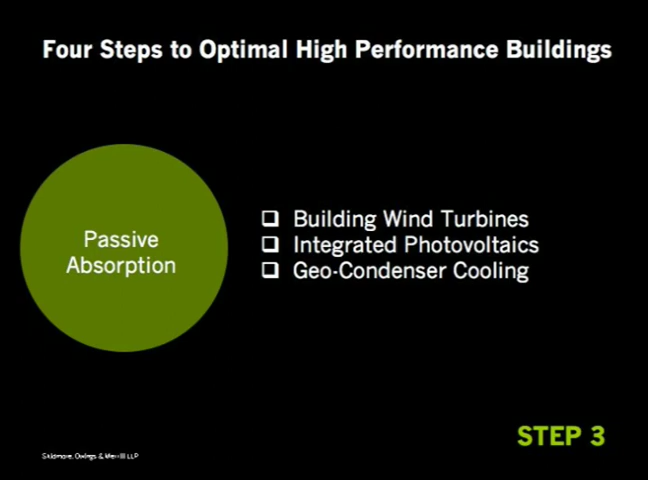 Four Steps to Optimal High Performance Buildings
Passive
Absorption
Building Wind Turbines
Integrated Photovoltaics
Geo-Condenser Cooling
STEP 3
Skidmore, Owings & Merrill LLP